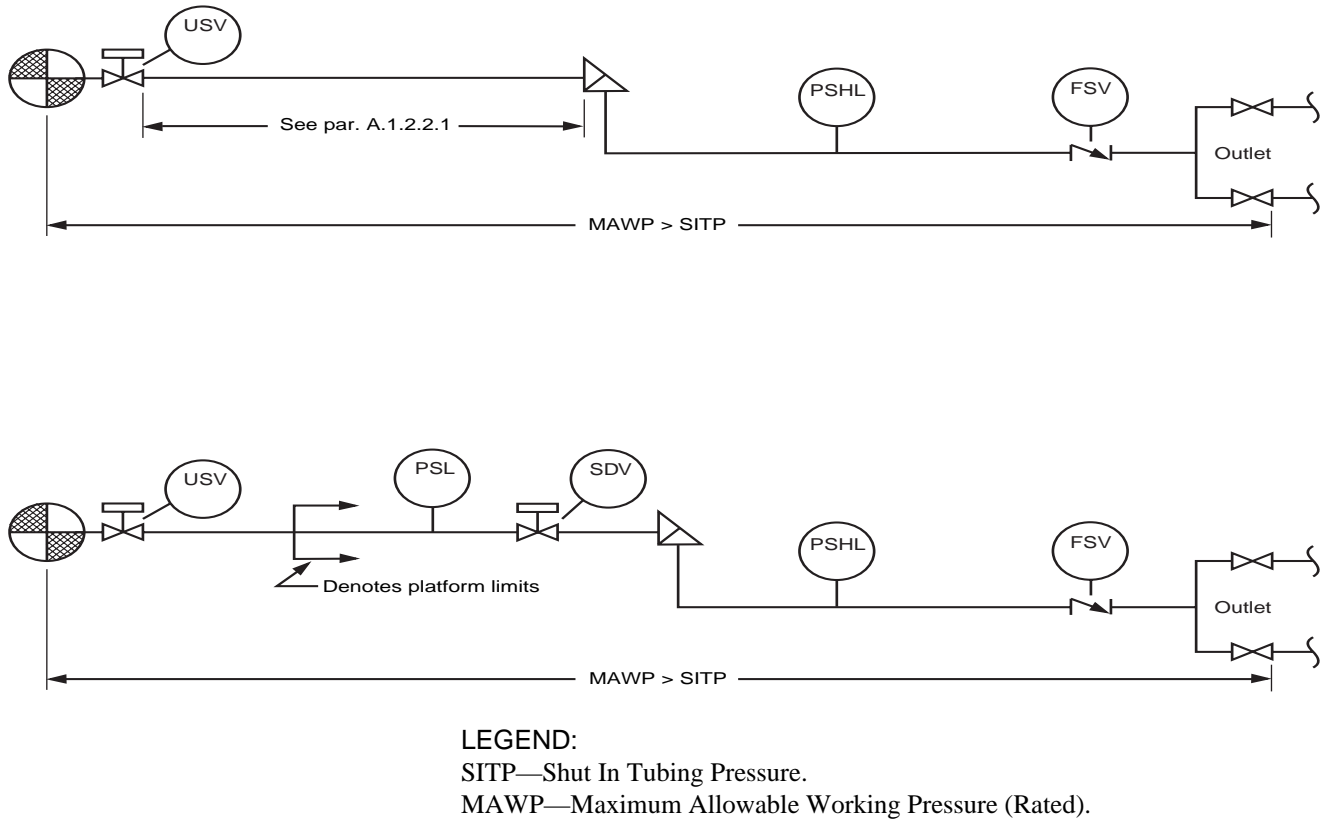 USV
PSHL
FSV
See par. A.1.2.2.1
Outlet
MAWP > SITP
USV
PSL
SDV
PSHL
FSV
Denotes platform limits
Outlet
MAWP > SITP
LEGEND:
SITP—Shut In Tubing Pressure.
MAWP—Maximum Allowable Working Pressure (Rated).